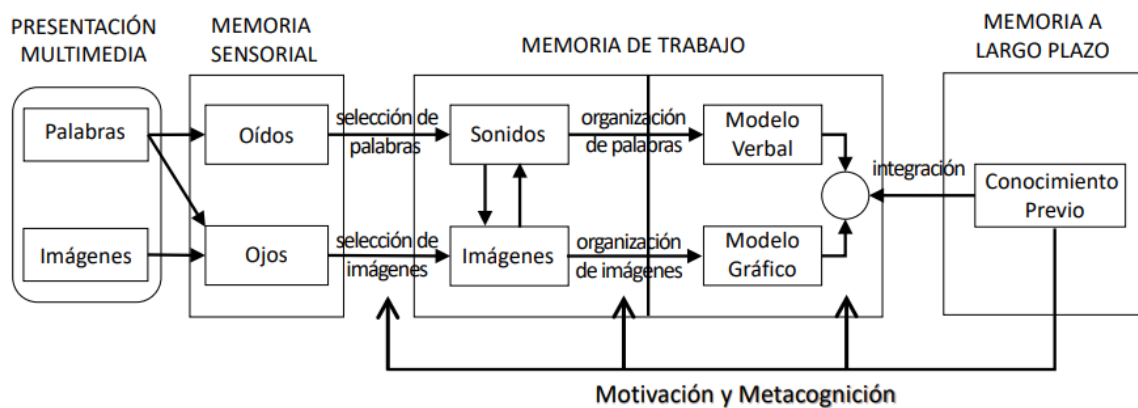 PRESENTACIÓN
MULTIMEDIA
MEMORIA
SENSORIAL
MEMORIA DE TRABAJO
MEMORIA A
LARGO PLAZO
Palabras
Oídos
selección de
palabras
Sonidos
organización
de palabras
Modelo
Verbal
integración
Conocimiento
Previo
Imágenes
Ojos
selección de
imágenes
Imágenes
organización
de imágenes
Modelo
Gráfico
Motivación y Metacognición